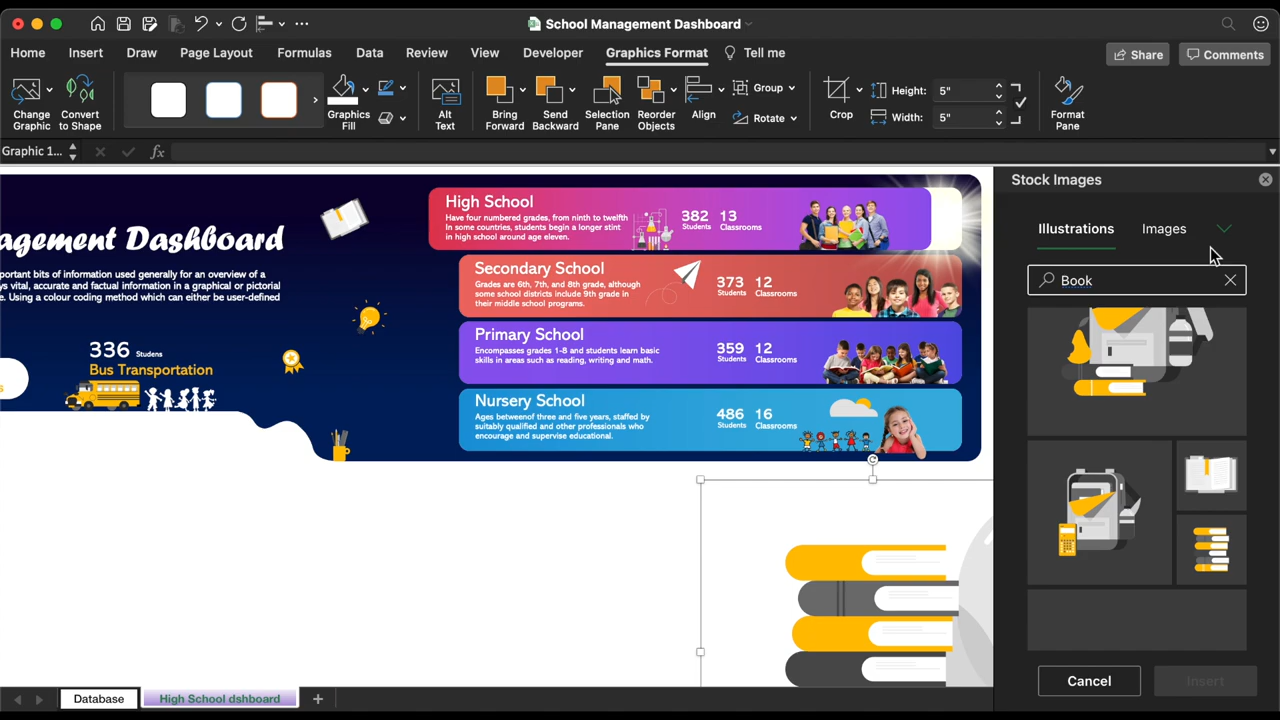 School Management Dashboard
Home Insert Draw Page Layout Formulas Data Review View Developer Graphics Format Tell me Share Comments
Change Graphic
Convert to Shape
Graphics Fill
Alt Text
Bring Forward
Send Backward
Selection Pane
Reorder Objects
Align
Group
Rotate
Crop
Height: 5"
Width: 5"
Format Pane
Graphic 1... fx
Stock Images
Illustrations Images
Book
agement Dashboard
portant bits of information used generally for an overview of a
ys vital, accurate and factual information in a graphical or pictorial
e. Using a colour coding method which can either be user-defined
336 Studens
Bus Transportation
s
High School
Have four numbered grades, from ninth to twelfth
In some countries, students begin a longer stint
in high school around age eleven.
382 13
Students Classrooms
Secondary School
Grades are 6th, 7th, and 8th grade, although
some school districts include 9th grade in
their middle school programs.
373 12
Students Classrooms
Primary School
Encompasses grades 1-8 and students learn basic
skills in areas such as reading, writing and math.
359 12
Students Classrooms
Nursery School
Ages betweenof three and five years, staffed by
suitably qualified and other professionals who
encourage and supervise educational.
486 16
Students Classrooms
Cancel Insert
Database High School dshboard